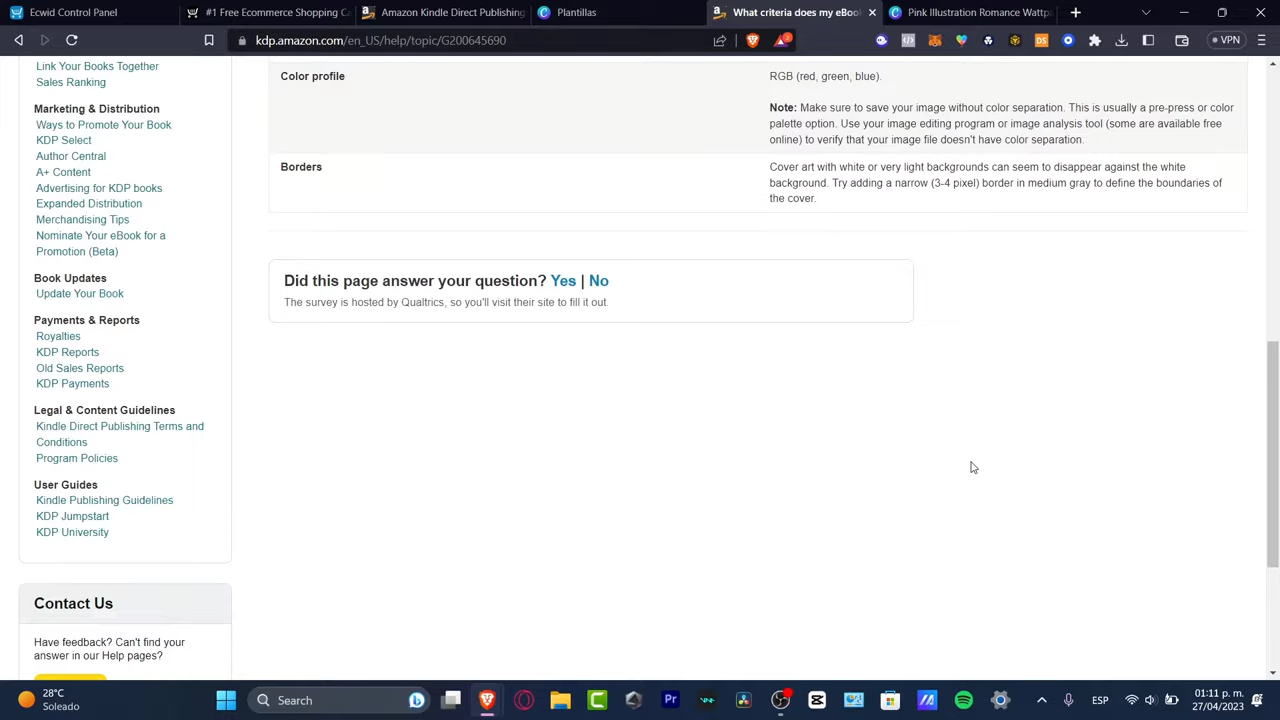 Ecwid Control Panel
#1 Free Ecommerce Shopping C
Amazon Kindle Direct Publishing
Plantillas
What criteria does my eBoo
Pink Illustration Romance Wattp
kdp.amazon.com/en_US/help/topic/G200645690
2
VPN
Link Your Books Together
Sales Ranking
Marketing & Distribution
Ways to Promote Your Book
KDP Select
Author Central
A+ Content
Advertising for KDP books
Expanded Distribution
Merchandising Tips
Nominate Your eBook for a
Promotion (Beta)
Book Updates
Update Your Book
Payments & Reports
Royalties
KDP Reports
Old Sales Reports
KDP Payments
Legal & Content Guidelines
Kindle Direct Publishing Terms and
Conditions
Program Policies
User Guides
Kindle Publishing Guidelines
KDP Jumpstart
KDP University
Contact Us
Have feedback? Can't find your
answer in our Help pages?
Color profile
RGB (red, green, blue).
Note: Make sure to save your image without color separation. This is usually a pre-press or color
palette option. Use your image editing program or image analysis tool (some are available free
online) to verify that your image file doesn't have color separation.
Borders
Cover art with white or very light backgrounds can seem to disappear against the white
background. Try adding a narrow (3-4 pixel) border in medium gray to define the boundaries of
the cover.
Did this page answer your question? Yes | No
The survey is hosted by Qualtrics, so you'll visit their site to fill it out.
28°C
Soleado
Search
Pr
ESP
01:11 p. m.
27/04/2023